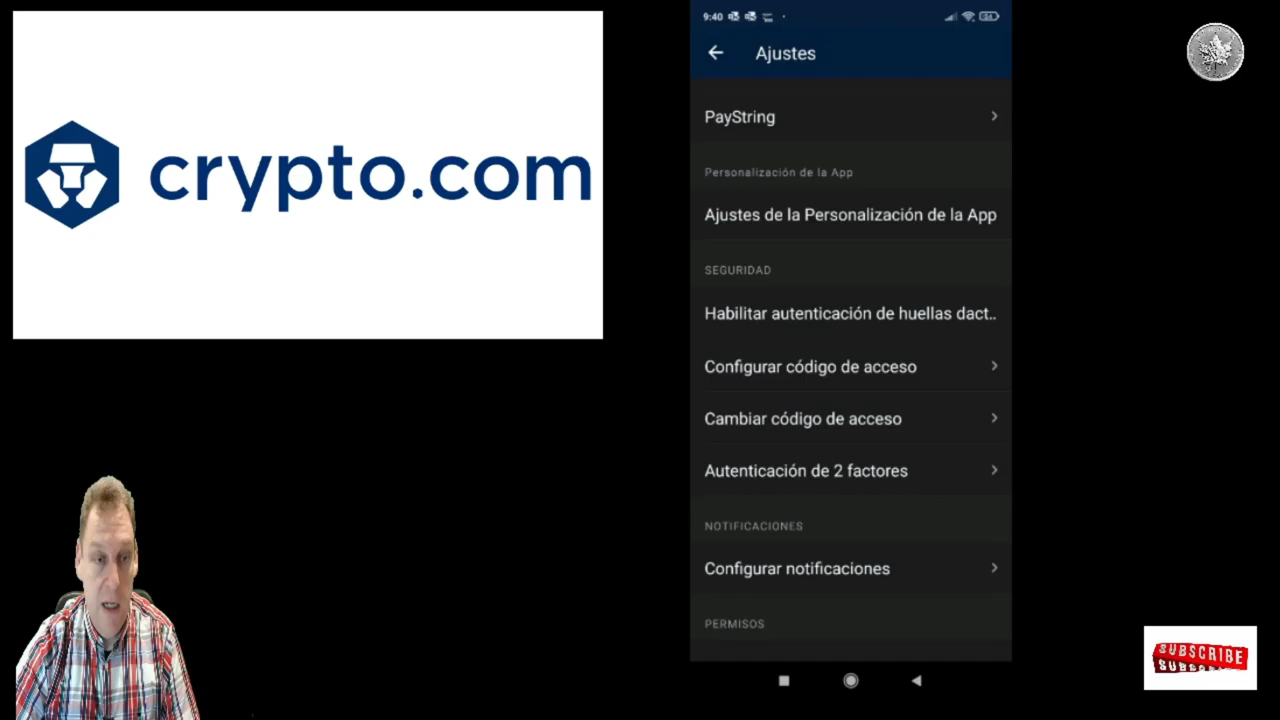 crypto.com
9:40
Ajustes
PayString
Personalización de la App
Ajustes de la Personalización de la App
SEGURIDAD
Habilitar autenticación de huellas dact..
Configurar código de acceso
Cambiar código de acceso
Autenticación de 2 factores
NOTIFICACIONES
Configurar notificaciones
PERMISOS
SUBSCRIBE